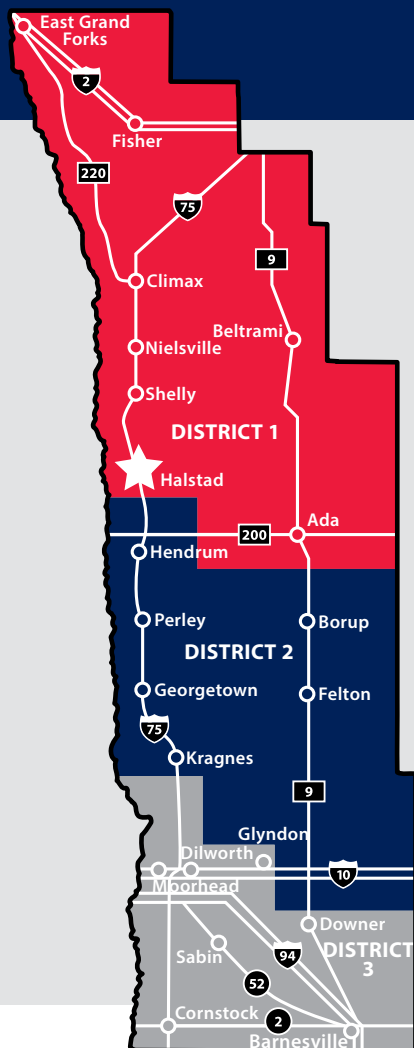 East Grand
Forks
2
Fisher
220
75
9
Climax
Beltrami
Nielsville
Shelly
DISTRICT 1
Halstad
Ada
200
Hendrum
Perley
Borup
DISTRICT 2
Georgetown
Felton
75
Kragnes
9
Glyndon
Dilworth
10
Moorhead
Downer
DISTRICT
3
Sabin
94
52
Cornstock
2
Barnesville